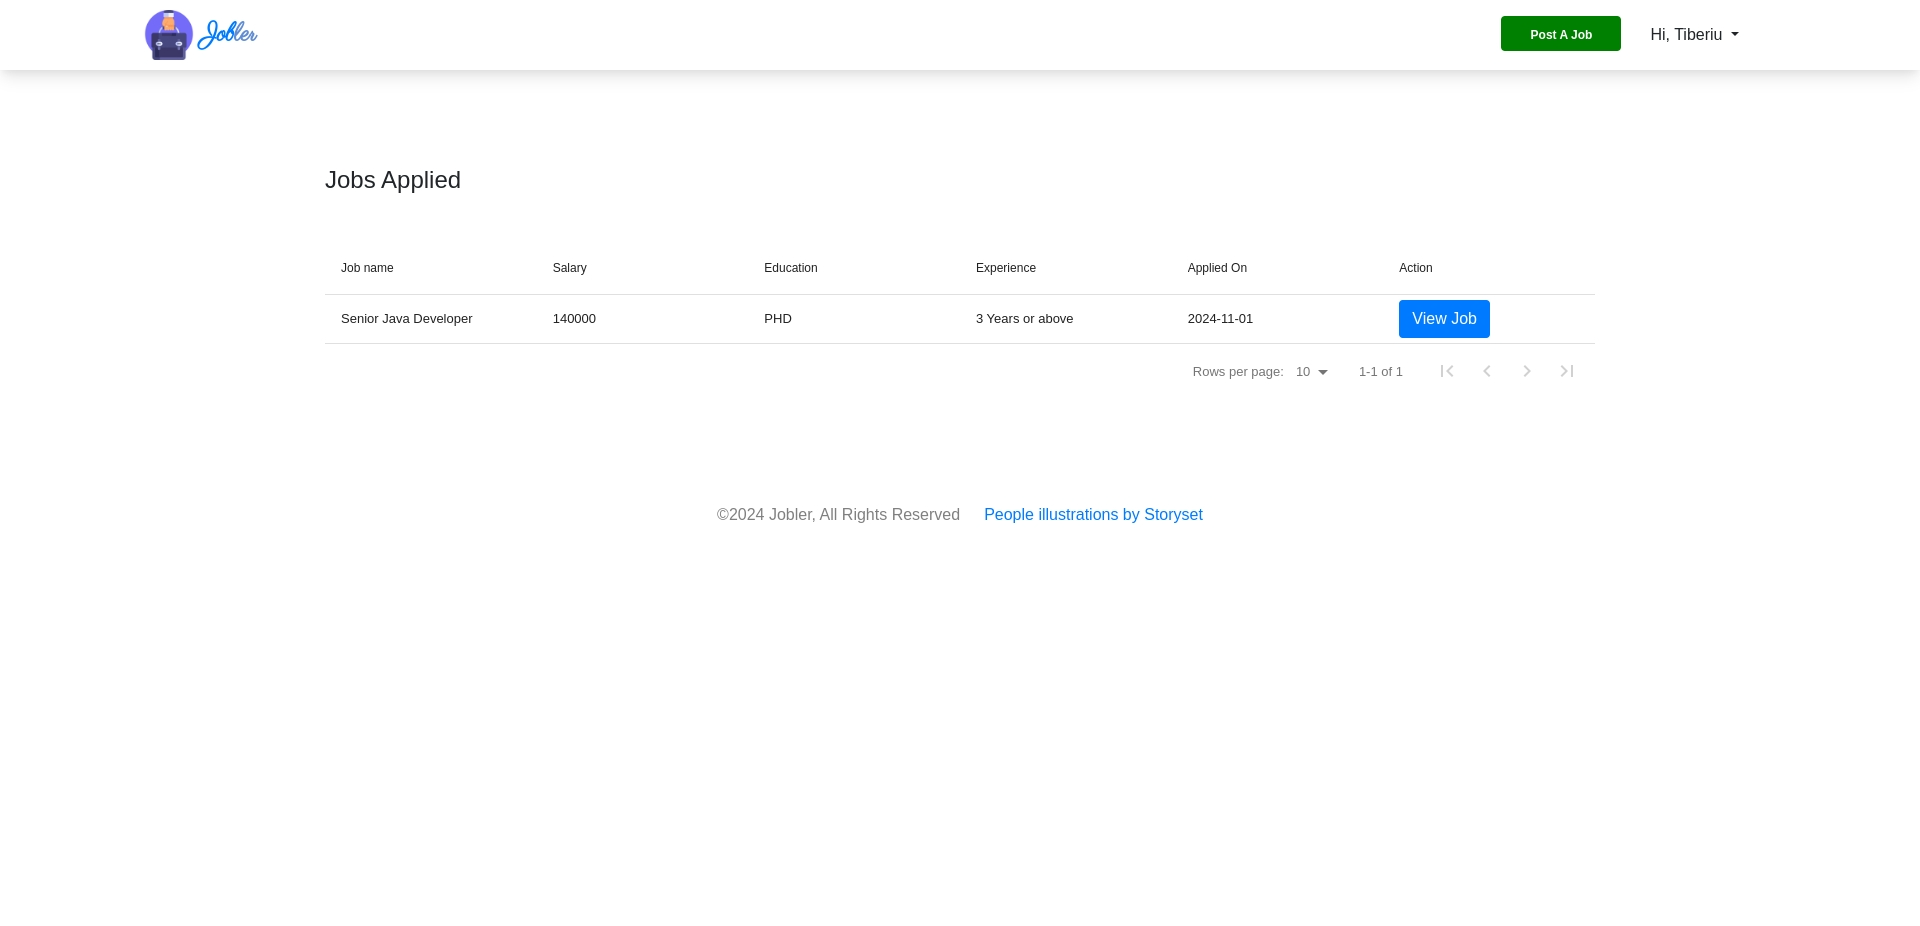 Jobler
Post A Job
Hi, Tiberiu
Jobs Applied
Job name Salary Education Experience Applied On Action
Senior Java Developer 140000 PHD 3 Years or above 2024-11-01 View Job
Rows per page: 10 1-1 of 1
©2024 Jobler, All Rights Reserved People illustrations by Storyset